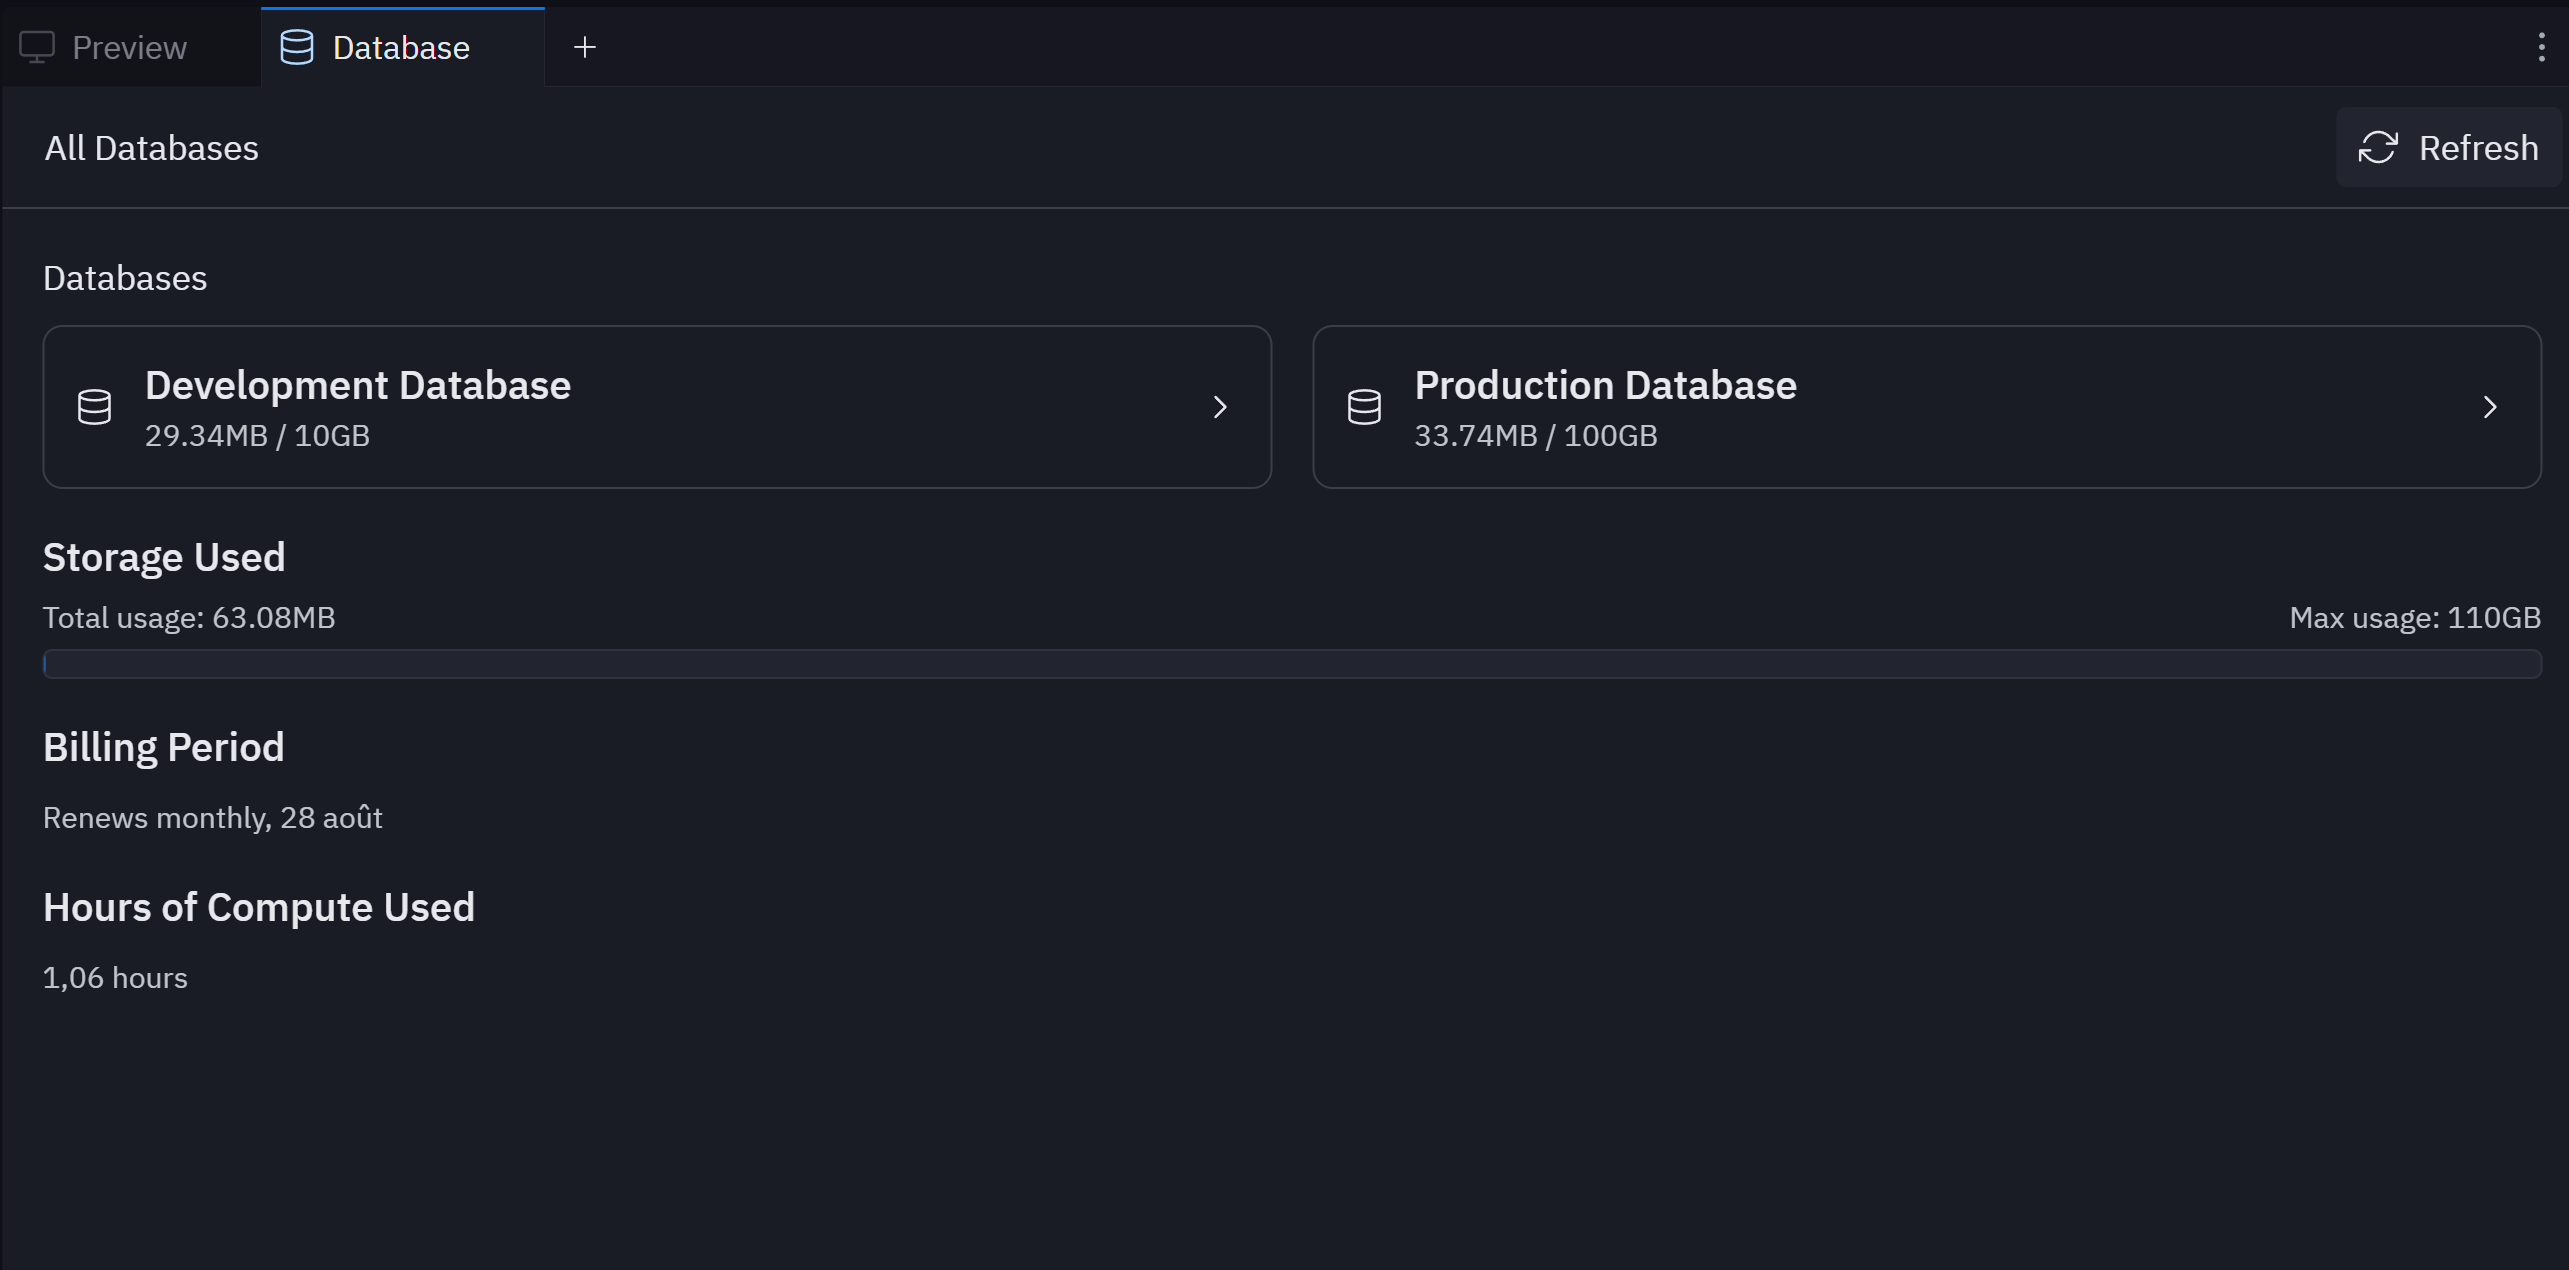 Preview
Database
All Databases
Refresh
Databases
Development Database
29.34MB / 10GB
Production Database
33.74MB / 100GB
Storage Used
Total usage: 63.08MB
Max usage: 110GB
Billing Period
Renews monthly, 28 août
Hours of Compute Used
1,06 hours